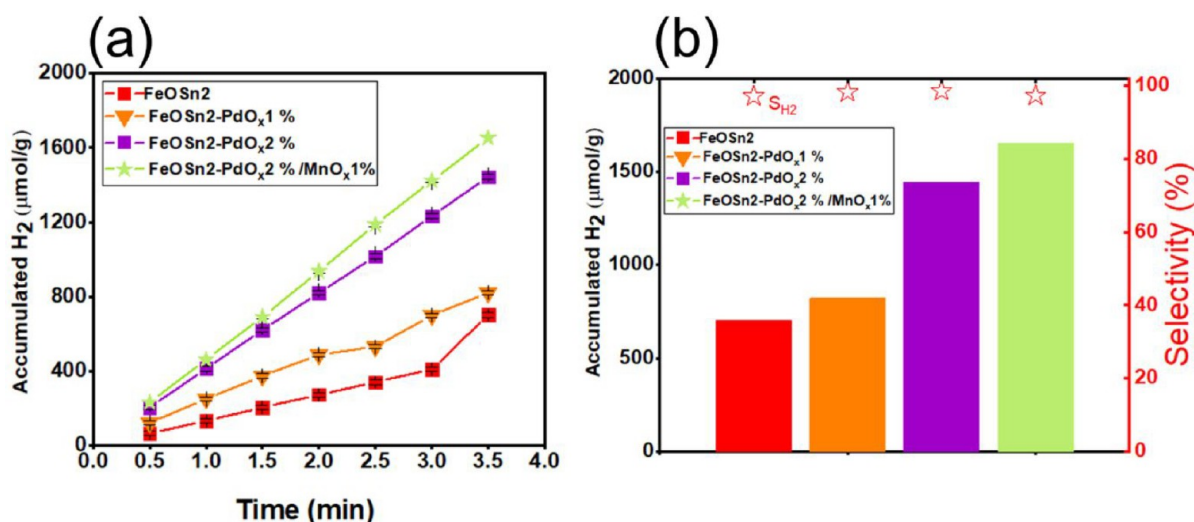 (a)
2000
1600
1200
800
400
0
Accumulated H2 (μmol/g)
FeOSn2
FeOSn2-PdOx1 %
FeOSn2-PdOx2 %
FeOSn2-PdOx2 % /MnOx1%
0.0 0.5 1.0 1.5 2.0 2.5 3.0 3.5 4.0
Time (min)
(b)
2000
1500
1000
500
0
Accumulated H2 (μmol/g)
SH2
FeOSn2
FeOSn2-PdOx1 %
FeOSn2-PdOx2 %
FeOSn2-PdOx2 % /MnOx1%
100
80
60
40
20
0
Selectivity (%)